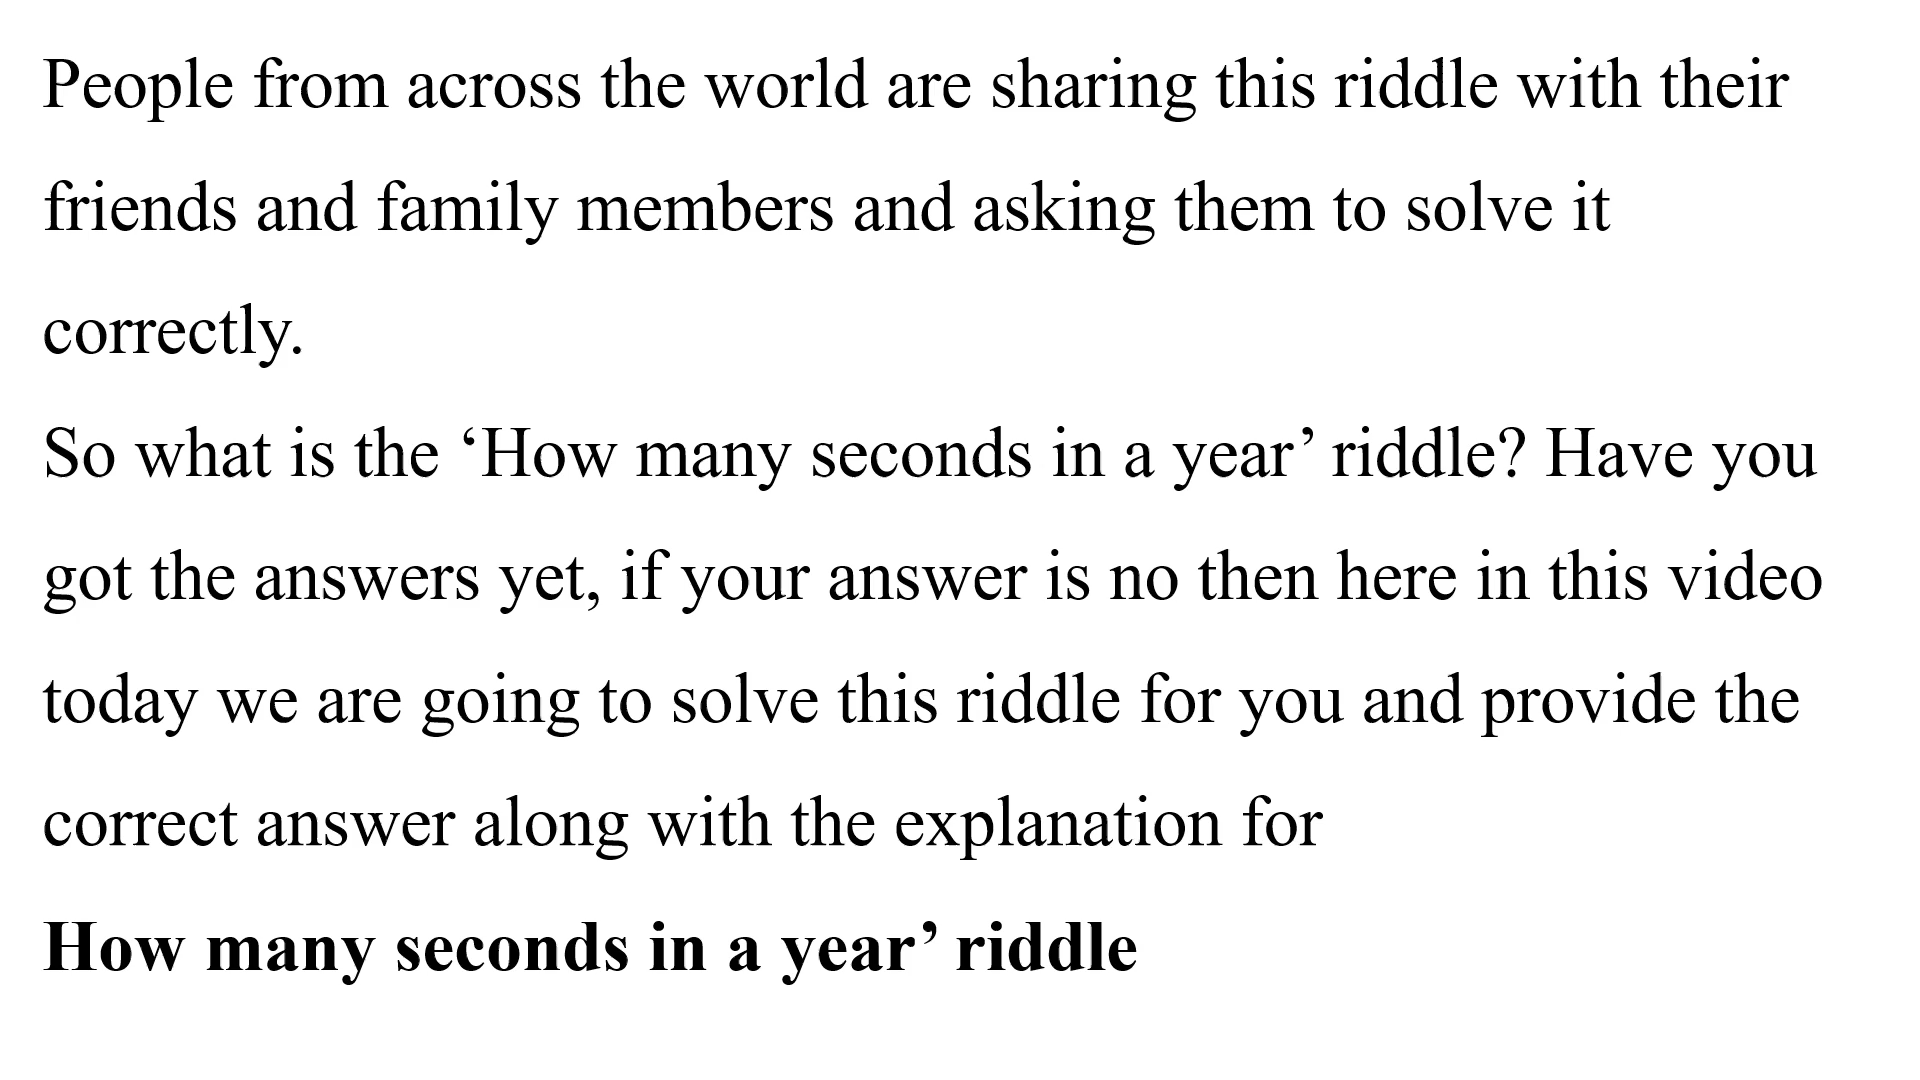 People from across the world are sharing this riddle with their
friends and family members and asking them to solve it
correctly.
So what is the ‘How many seconds in a year’ riddle? Have you
got the answers yet, if your answer is no then here in this video
today we are going to solve this riddle for you and provide the
correct answer along with the explanation for
How many seconds in a year’ riddle